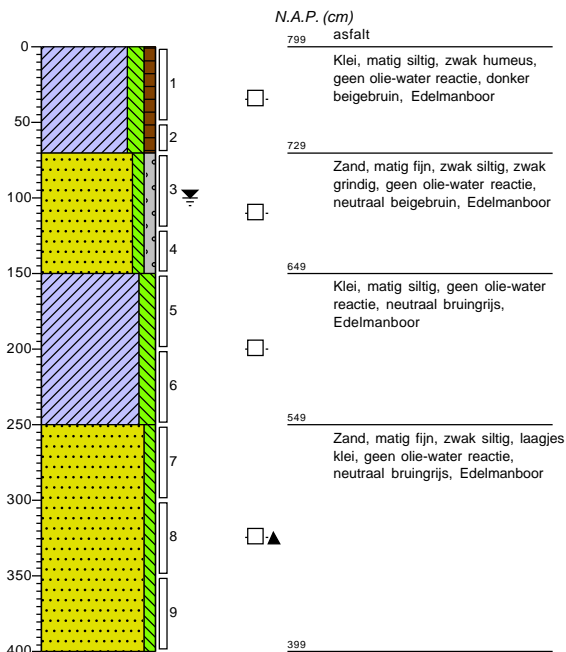 N.A.P. (cm)
0
799
asfalt
Klei, matig siltig, zwak humeus,
geen olie-water reactie, donker
beigebruin, Edelmanboor
1
50
2
729
Zand, matig fijn, zwak siltig, zwak
grindig, geen olie-water reactie,
neutraal beigebruin, Edelmanboor
3
100
4
150
649
Klei, matig siltig, geen olie-water
reactie, neutraal bruingrijs,
Edelmanboor
5
200
6
250
549
Zand, matig fijn, zwak siltig, laagjes
klei, geen olie-water reactie,
neutraal bruingrijs, Edelmanboor
7
300
8
350
9
400
399